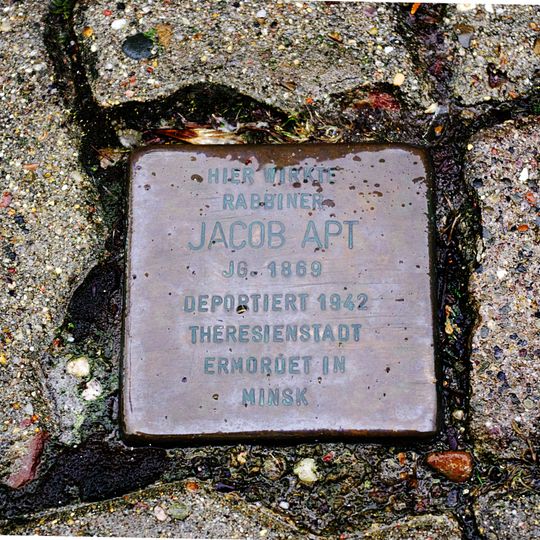 HIER WIRKTE
RABBINER
JACOB APT
JG. 1869
DEPORTIERT 1942
THERESIENSTADT
ERMORDET IN
MINSK